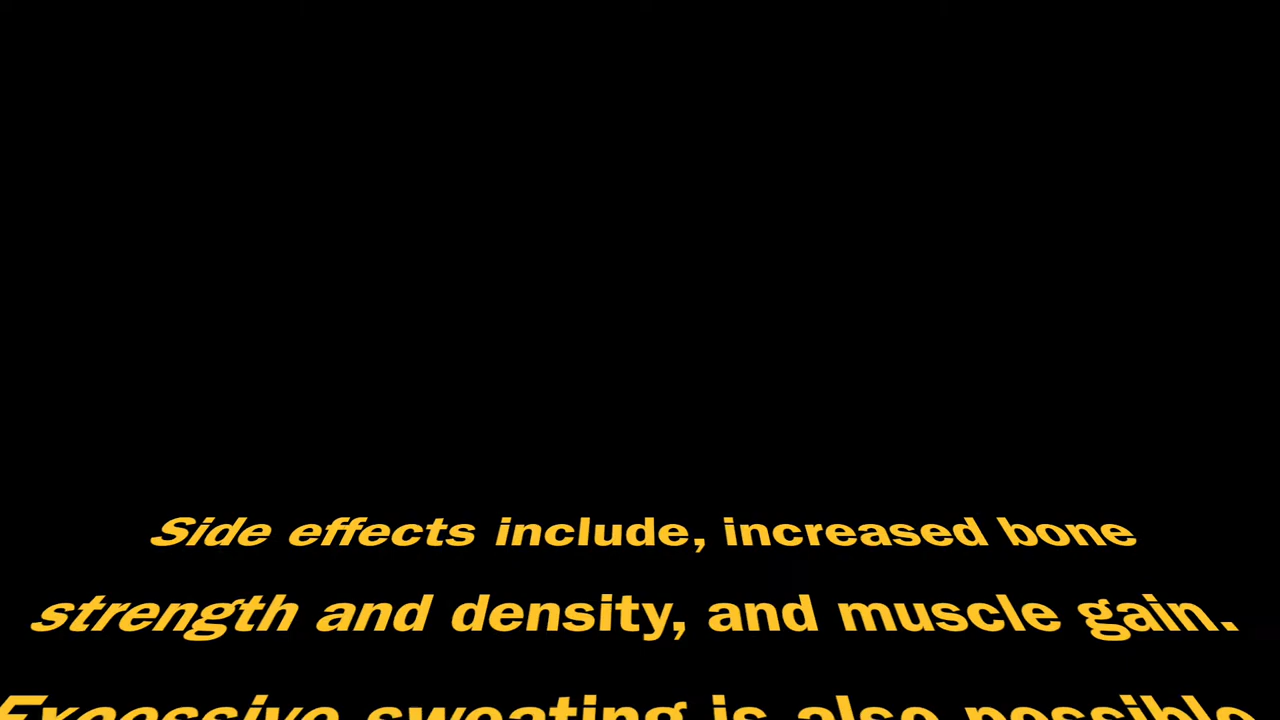 Side effects include, increased bone
strength and density, and muscle gain.
Excessive sweating is also possible